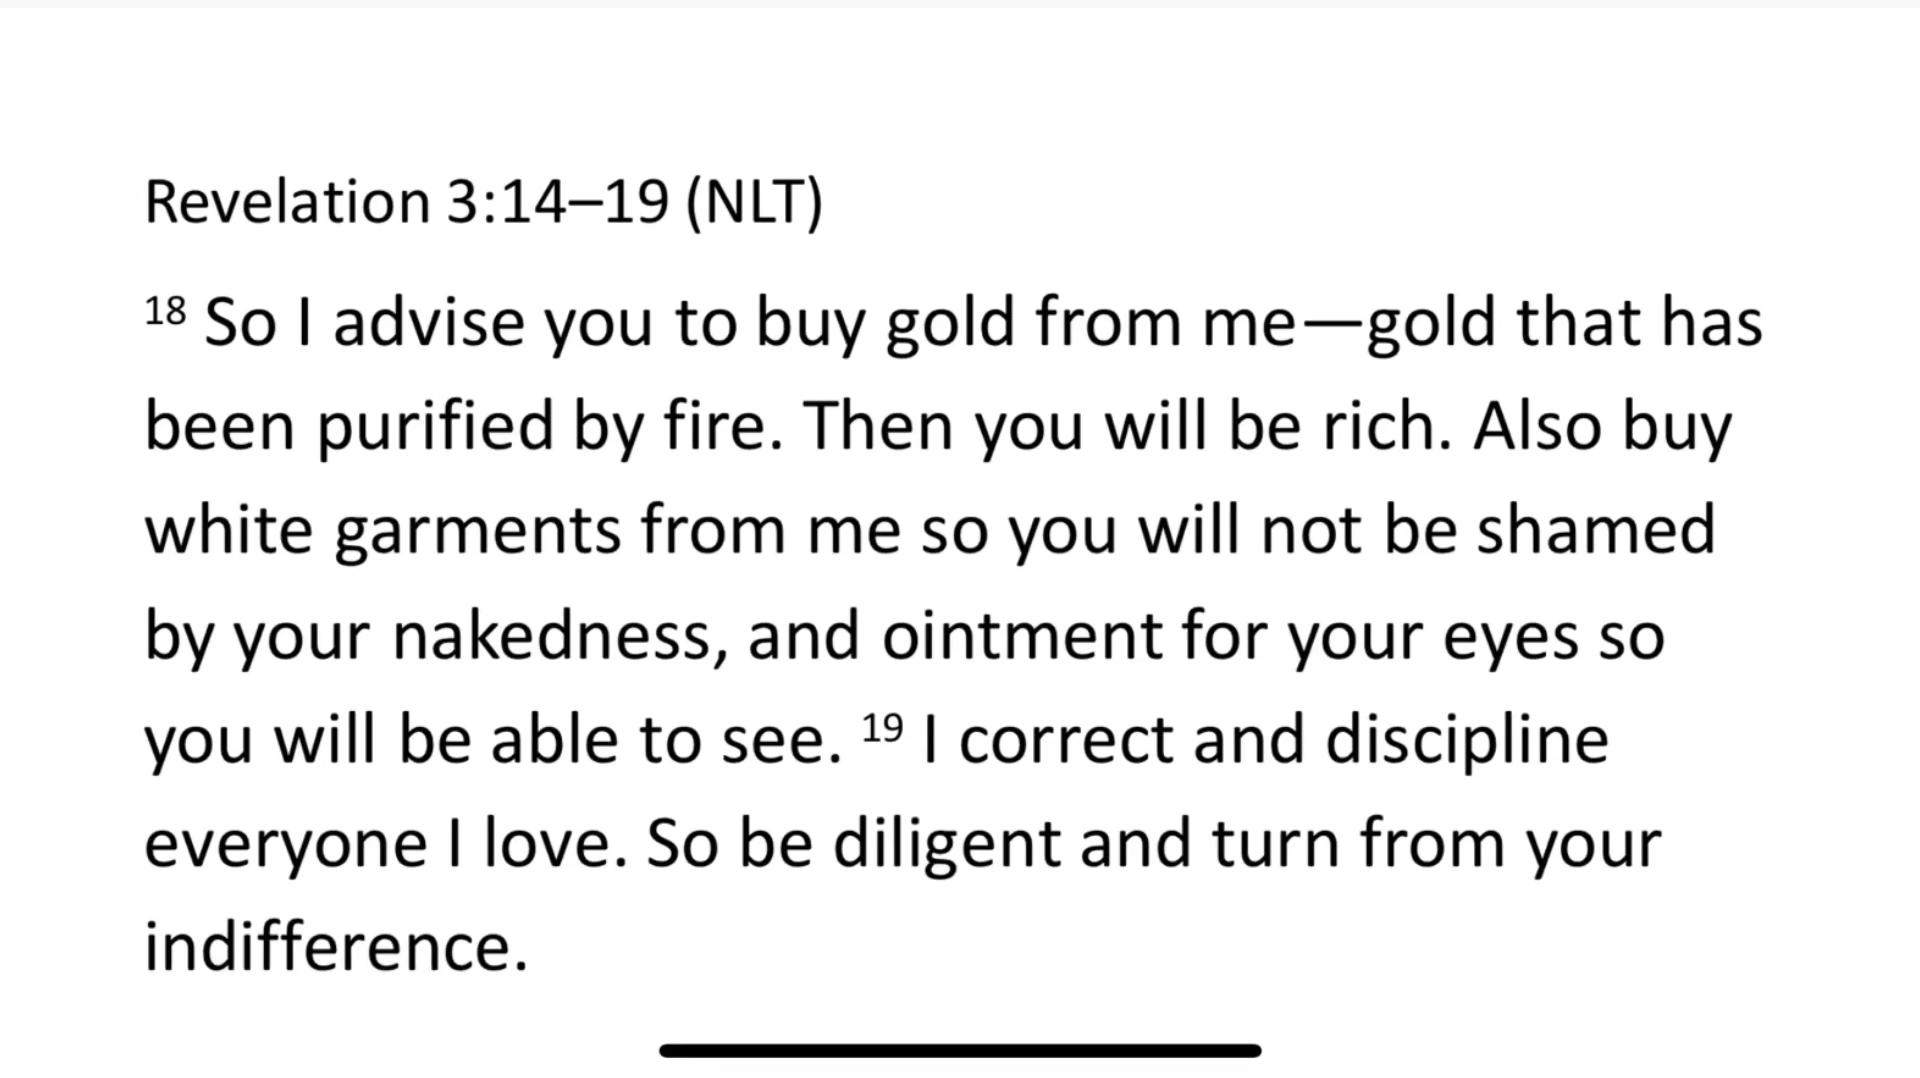 Revelation 3:14–19 (NLT)
18 So I advise you to buy gold from me—gold that has
been purified by fire. Then you will be rich. Also buy
white garments from me so you will not be shamed
by your nakedness, and ointment for your eyes so
you will be able to see. 19 I correct and discipline
everyone I love. So be diligent and turn from your
indifference.